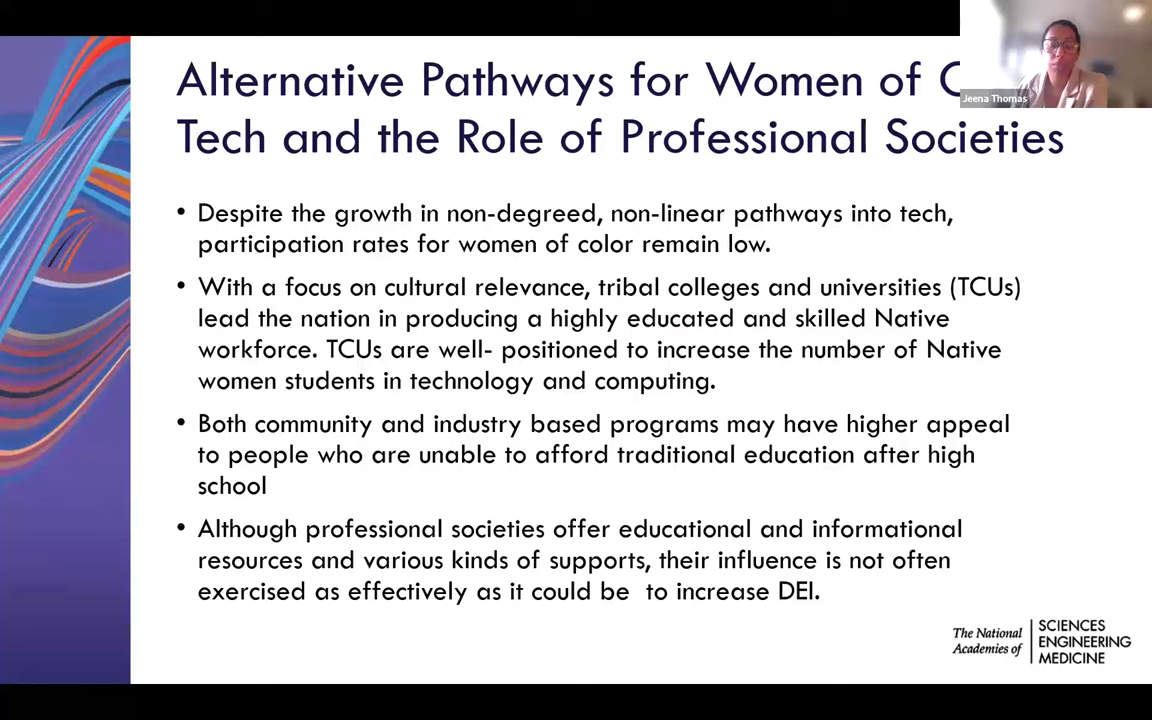 Alternative Pathways for Women of
Jeena Thomas
Tech and the Role of Professional Societies
• Despite the growth in non-degreed, non-linear pathways into tech,
participation rates for women of color remain low.
• With a focus on cultural relevance, tribal colleges and universities (TCUs)
lead the nation in producing a highly educated and skilled Native
workforce. TCUs are well- positioned to increase the number of Native
women students in technology and computing.
• Both community and industry based programs may have higher appeal
to people who are unable to afford traditional education after high
school
• Although professional societies offer educational and informational
resources and various kinds of supports, their influence is not often
exercised as effectively as it could be  to increase DEI.
The National
Academies of
SCIENCES
ENGINEERING
MEDICINE